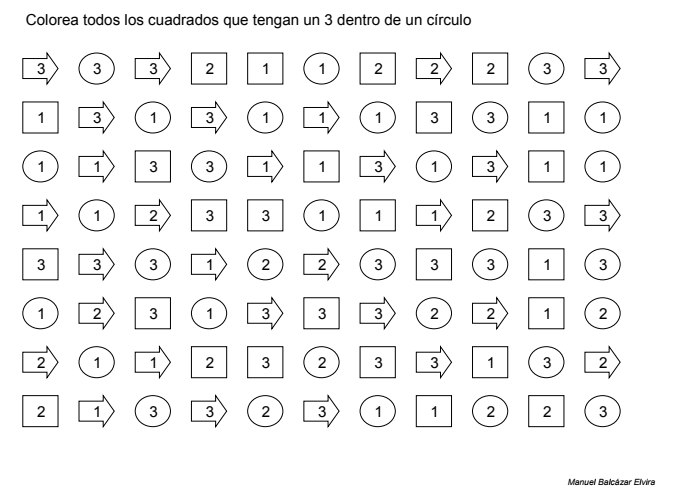 Colorea todos los cuadrados que tengan un 3 dentro de un círculo
3 3 3 2 1 1 2 2 2 3 3
1 3 1 3 1 1 1 3 3 1 1
1 1 3 3 1 1 3 1 3 1 1
1 1 2 3 3 1 1 1 2 3 3
3 3 3 1 2 2 3 3 3 1 3
1 2 3 1 3 3 3 2 2 1 2
2 1 1 2 3 2 3 3 1 3 2
2 1 3 3 2 3 1 1 2 2 3
Manuel Balcázar Elvira